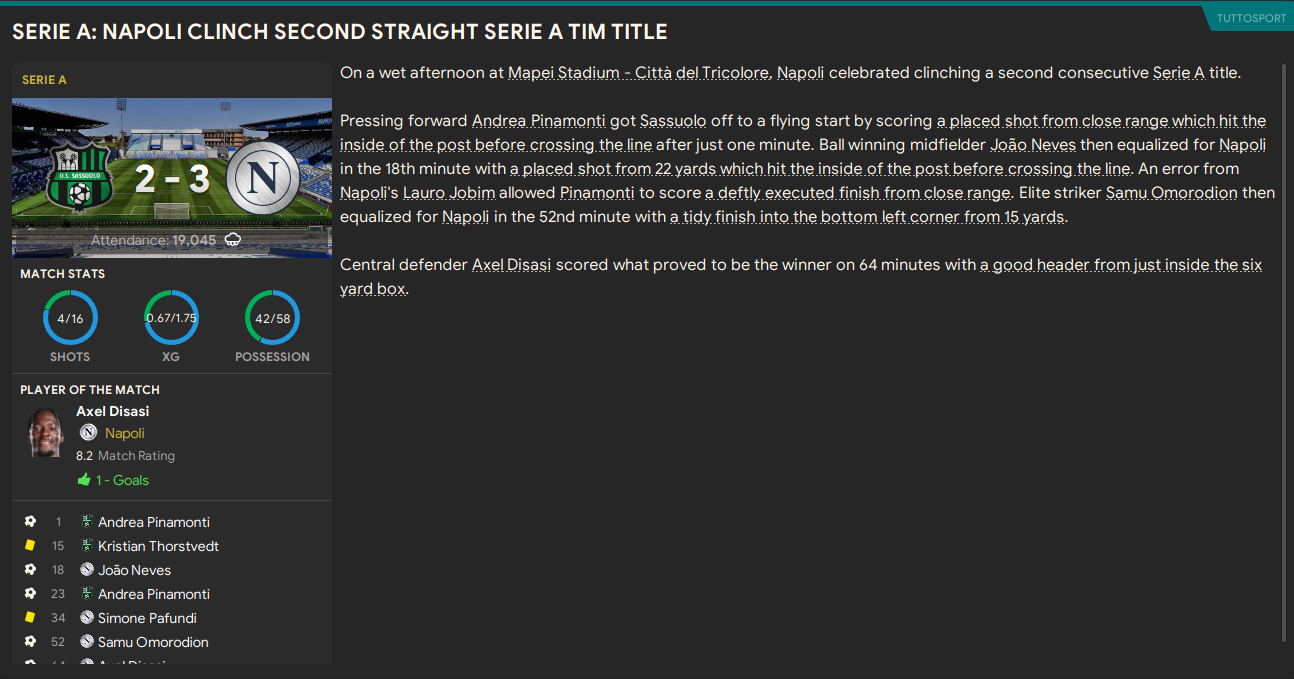 SERIE A: NAPOLI CLINCH SECOND STRAIGHT SERIE A TIM TITLE
TUTTOSPORT
SERIE A
U.S. SASSUOLO
2 - 3
N
Attendance: 19,045
MATCH STATS
4/16
0.67/1.75
42/58
SHOTS
XG
POSSESSION
PLAYER OF THE MATCH
Axel Disasi
Napoli
8.2 Match Rating
1 - Goals
1 Andrea Pinamonti
15 Kristian Thorstvedt
18 João Neves
23 Andrea Pinamonti
34 Simone Pafundi
52 Samu Omorodion
On a wet afternoon at Mapei Stadium - Città del Tricolore, Napoli celebrated clinching a second consecutive Serie A title.
Pressing forward Andrea Pinamonti got Sassuolo off to a flying start by scoring a placed shot from close range which hit the
inside of the post before crossing the line after just one minute. Ball winning midfielder João Neves then equalized for Napoli
in the 18th minute with a placed shot from 22 yards which hit the inside of the post before crossing the line. An error from
Napoli's Lauro Jobim allowed Pinamonti to score a deftly executed finish from close range. Elite striker Samu Omorodion then
equalized for Napoli in the 52nd minute with a tidy finish into the bottom left corner from 15 yards.
Central defender Axel Disasi scored what proved to be the winner on 64 minutes with a good header from just inside the six
yard box.